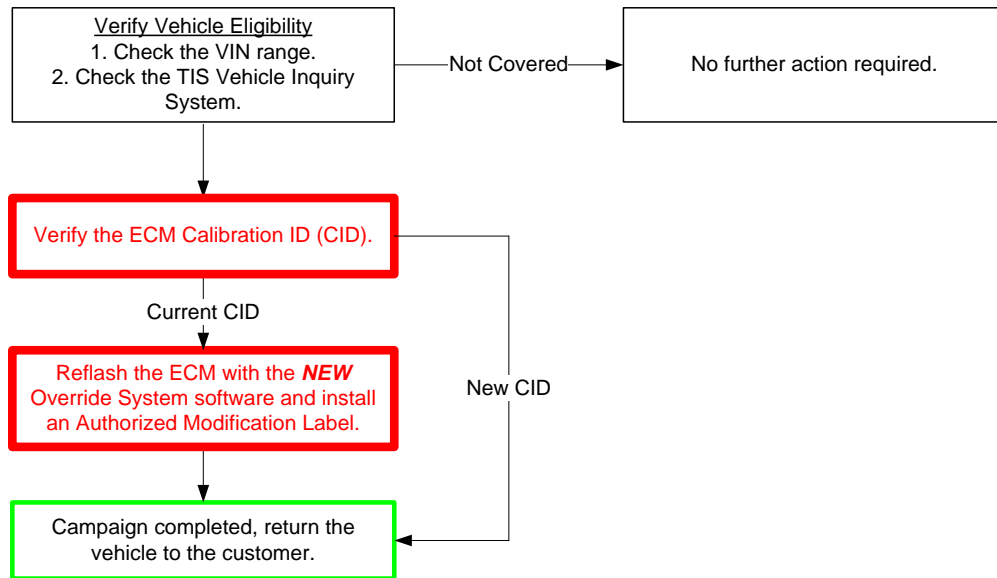 Verify Vehicle Eligibility
1. Check the VIN range.
2. Check the TIS Vehicle Inquiry
System.
Not Covered
No further action required.
Verify the ECM Calibration ID (CID).
Current CID
Reflash the ECM with the NEW
Override System software and install
an Authorized Modification Label.
New CID
Campaign completed, return the
vehicle to the customer.